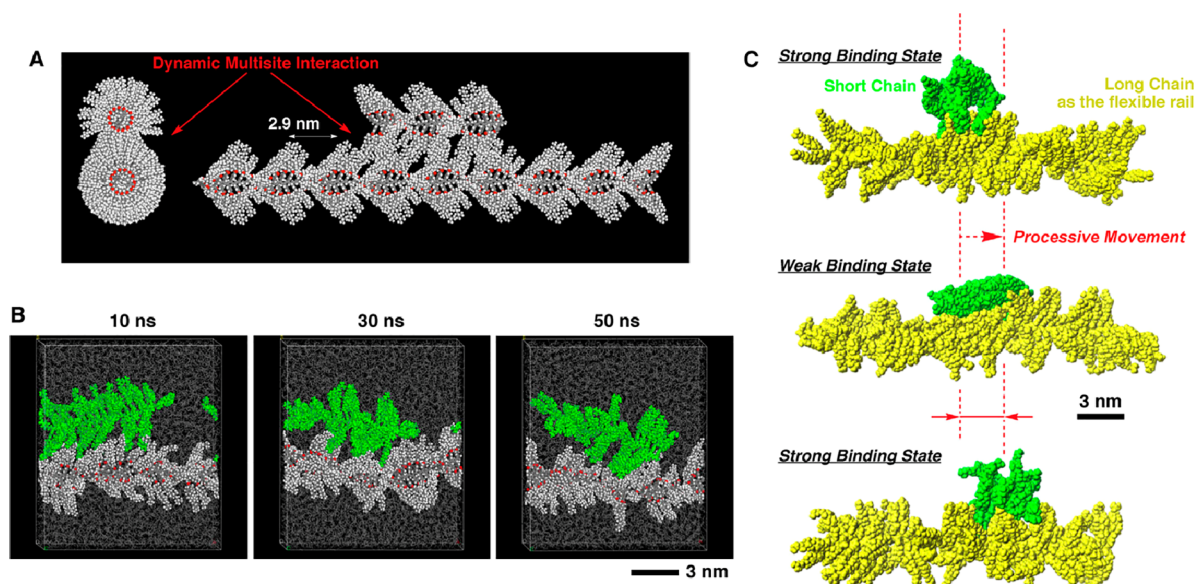 A
Dynamic Multisite Interaction
2.9 nm
B
10 ns
30 ns
50 ns
3 nm
C
Strong Binding State
Short Chain
Long Chain
as the flexible rail
Processive Movement
Weak Binding State
3 nm
Strong Binding State